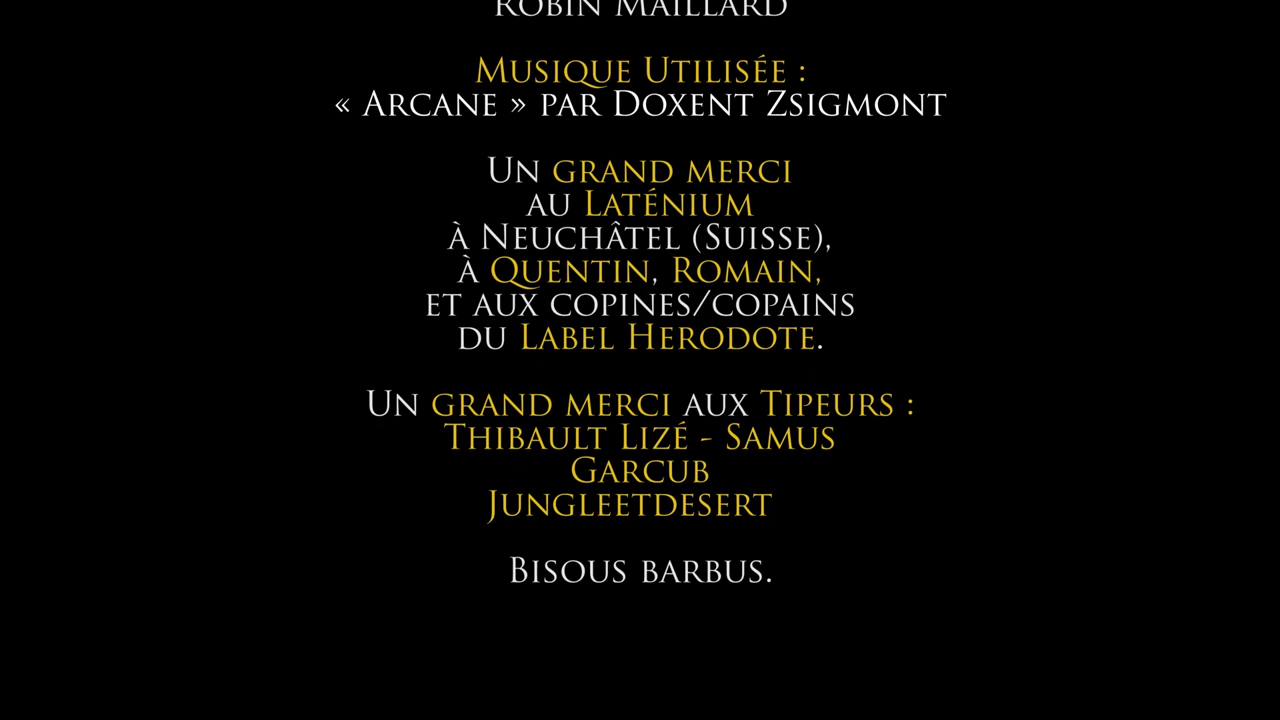 Robin Maillard
Musique Utilisée :
« Arcane » par Doxent Zsigmont
Un grand merci
au Laténium
à Neuchâtel (Suisse),
à Quentin, Romain,
et aux copines/copains
du Label Herodote.
Un grand merci aux Tipeurs :
Thibault Lizé - Samus
Garcub
Jungleetdesert
Bisous barbus.